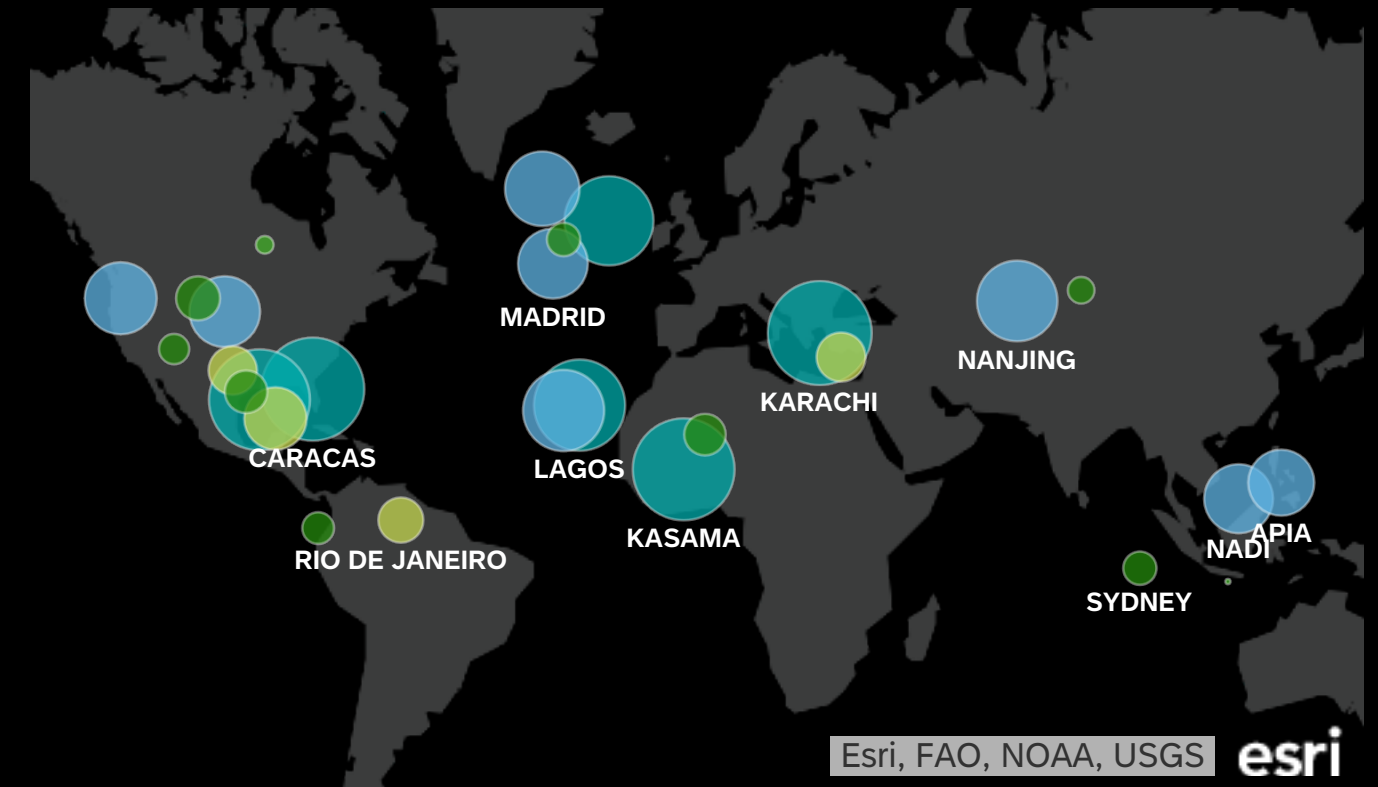 MADRID
NANJING
KARACHI
CARACAS
LAGOS
APIA
KASAMA
NADI
RIO DE JANEIRO
SYDNEY
Esri, FAO, NOAA, USGS
esri